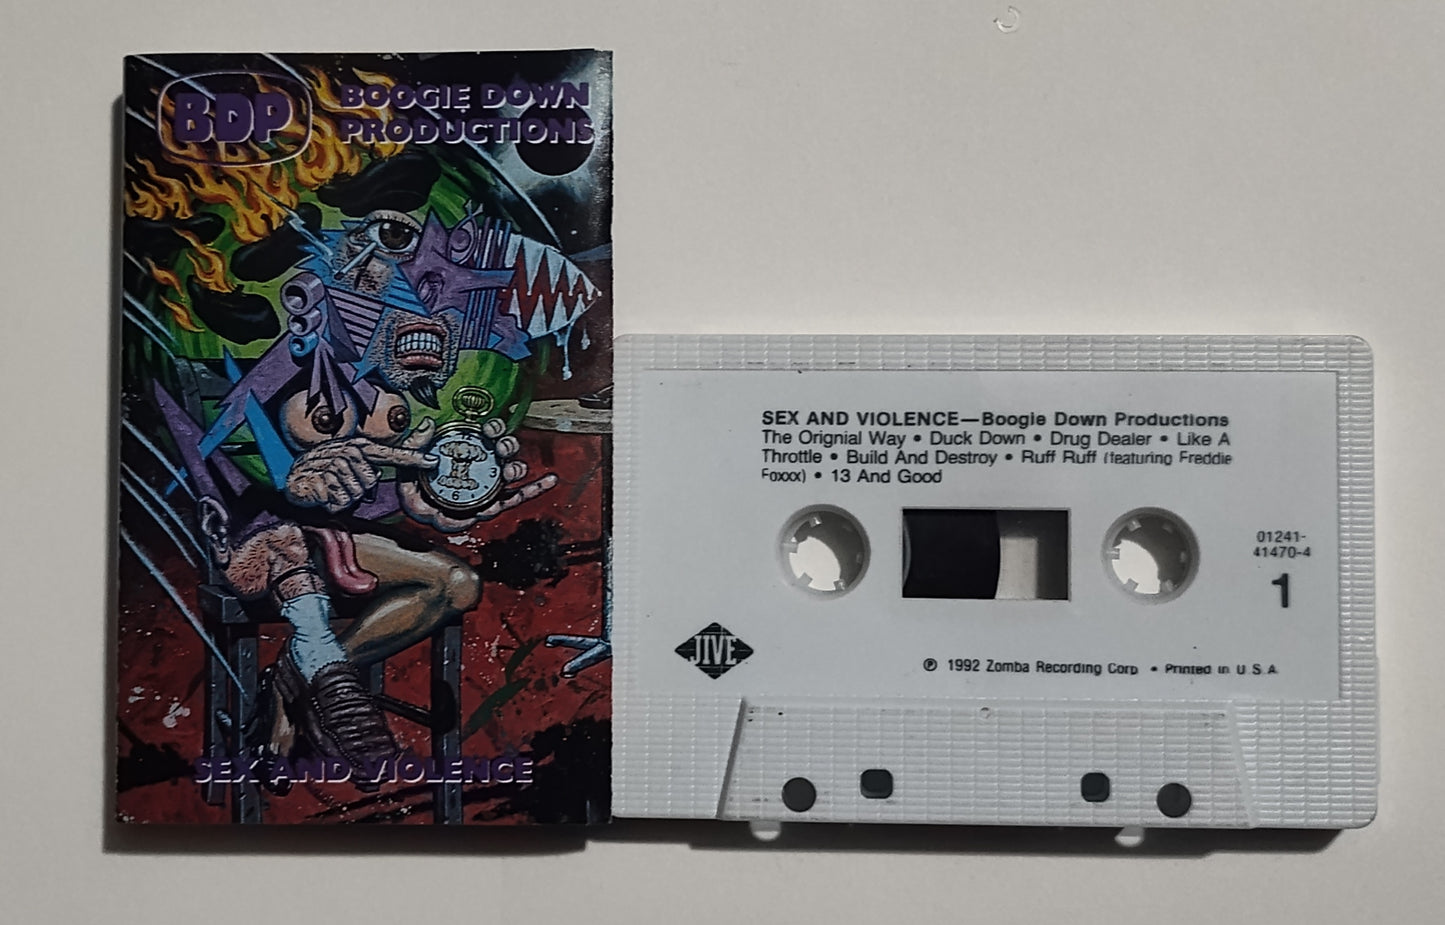 BDP
BOOGIE DOWN
PRODUCTIONS
3
6
SEX AND VIOLENCE
SEX AND VIOLENCE—Boogie Down Productions
The Orignial Way • Duck Down • Drug Dealer • Like A
Throttle • Build And Destroy • Ruff Ruff (featuring Freddie
Foxxx) • 13 And Good
01241-
41470-4
1
JIVE
℗ 1992 Zomba Recording Corp • Printed in U S A